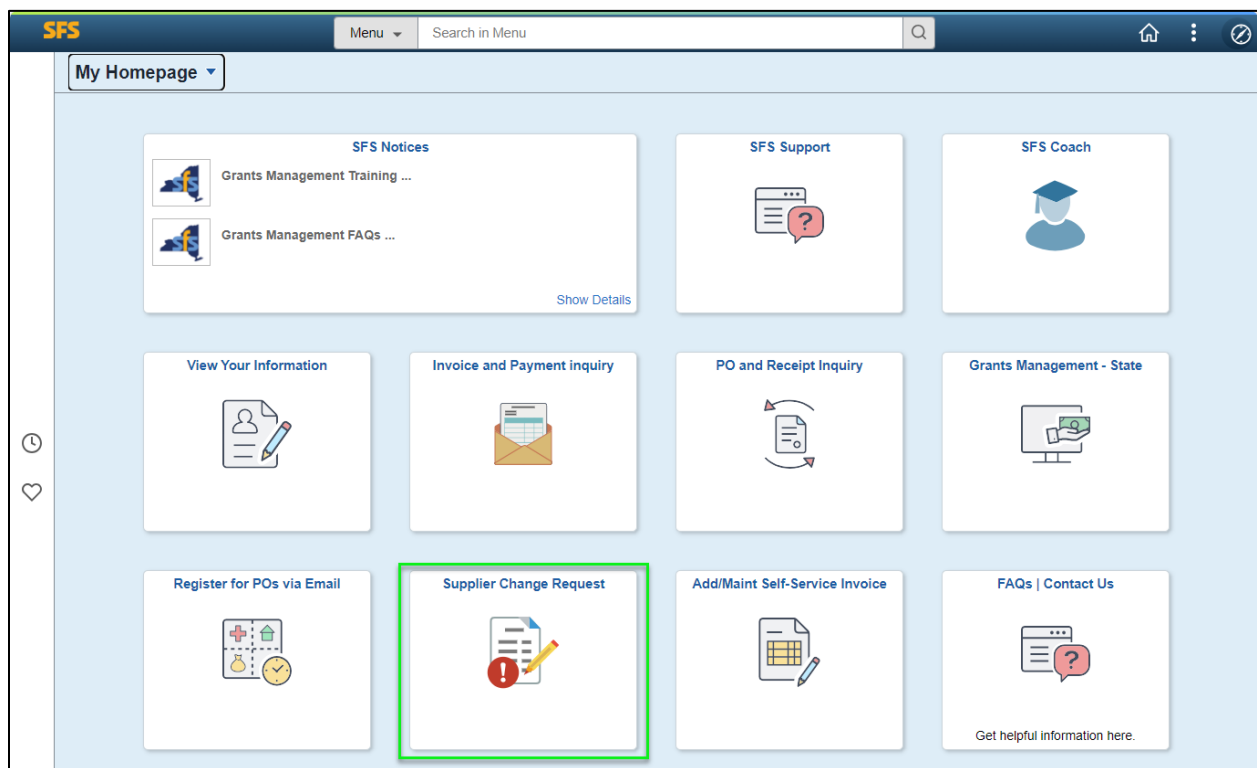 SFS
Menu
Search in Menu
My Homepage
SFS Notices
Grants Management Training ...
Grants Management FAQs ...
Show Details
SFS Support
?
SFS Coach
View Your Information
Invoice and Payment inquiry
PO and Receipt Inquiry
Grants Management - State
Register for POs via Email
Supplier Change Request
!
Add/Maint Self-Service Invoice
FAQs | Contact Us
?
Get helpful information here.
sfs
sfs